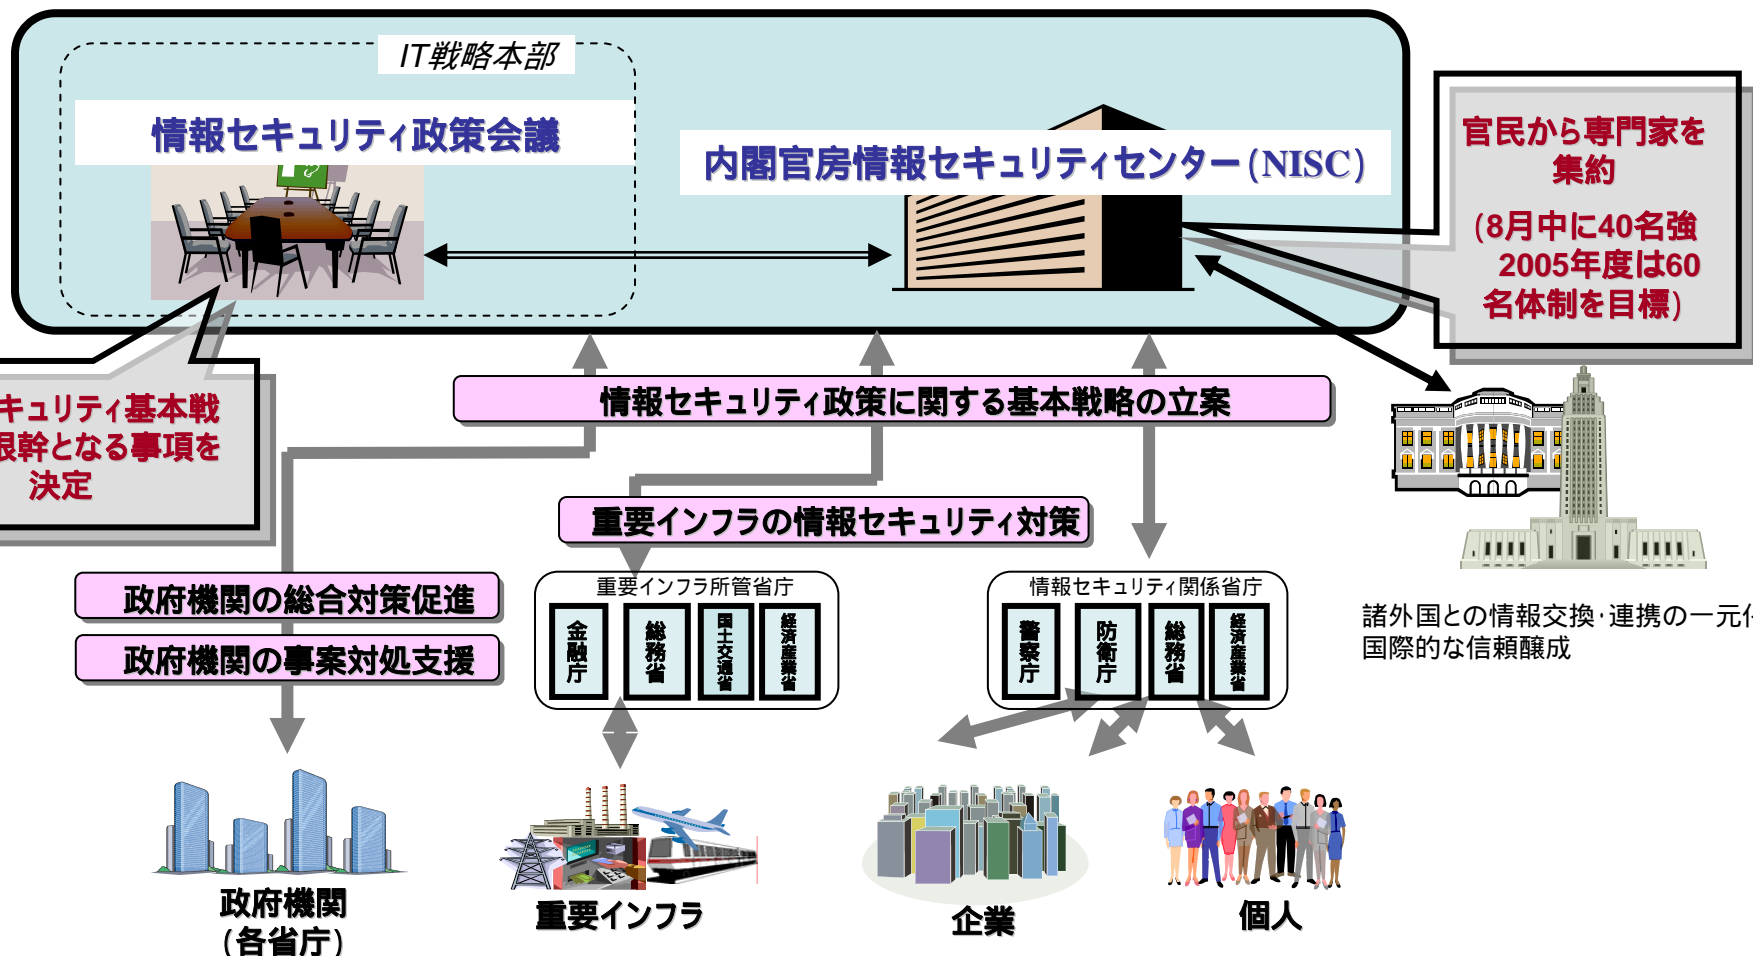 IT戦略本部
情報セキュリティ政策会議
内閣官房情報セキュリティセンター(NISC)
官民から専門家を
集約
(8月中に40名強
2005年度は60
名体制を目標)
キュリティ基本戦
根幹となる事項を
決定
情報セキュリティ政策に関する基本戦略の立案
重要インフラの情報セキュリティ対策
政府機関の総合対策促進
政府機関の事案対処支援
重要インフラ所管省庁
金融庁
総務省
国土交通省
経済産業省
情報セキュリティ関係省庁
警察庁
防衛庁
総務省
経済産業省
諸外国との情報交換・連携の一元化
国際的な信頼醸成
政府機関
(各省庁)
重要インフラ
企業
個人